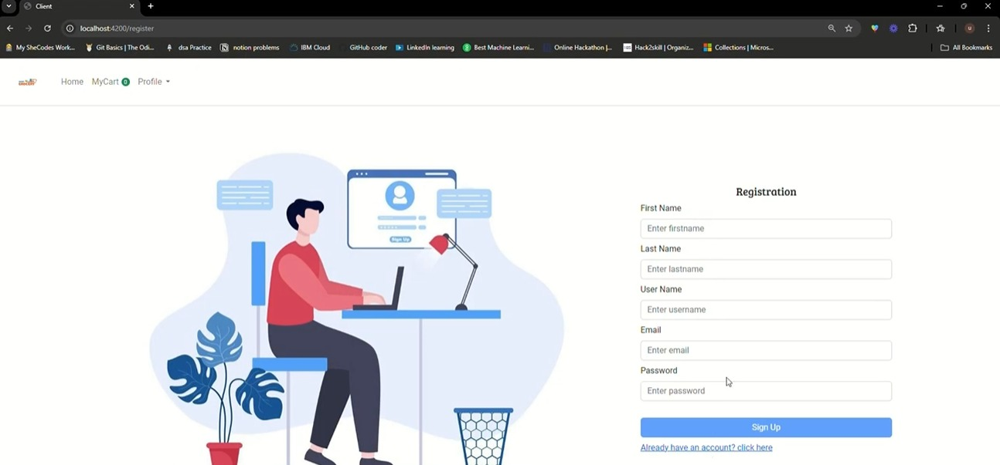 Client
localhost:4200/register
My SheCodes Work...
Git Basics | The Odi...
dsa Practice
notion problems
IBM Cloud
GitHub coder
LinkedIn learning
Best Machine Learni...
Online Hackathon |...
Hack2skill | Organiz...
Collections | Micros...
All Bookmarks
Home
MyCart 0
Profile
Sign Up
Registration
First Name
Enter firstname
Last Name
Enter lastname
User Name
Enter username
Email
Enter email
Password
Enter password
Sign Up
Already have an account? click here